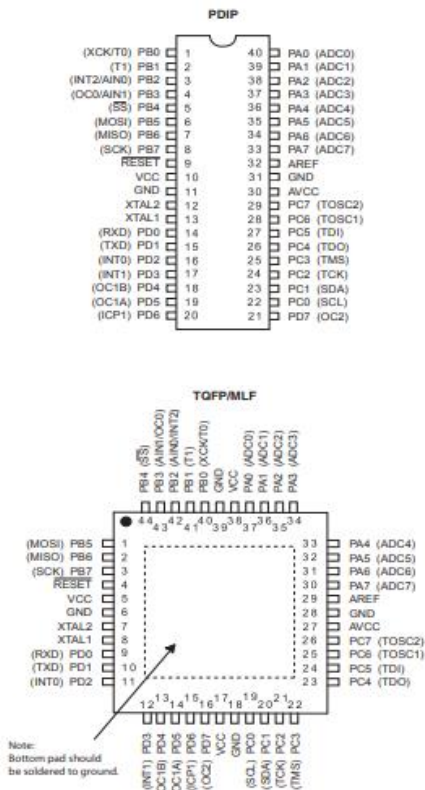 PDIP
(XCK/T0) PB0 1 40 PA0 (ADC0)
(T1) PB1 2 39 PA1 (ADC1)
(INT2/AIN0) PB2 3 38 PA2 (ADC2)
(OC0/AIN1) PB3 4 37 PA3 (ADC3)
(SS) PB4 5 36 PA4 (ADC4)
(MOSI) PB5 6 35 PA5 (ADC5)
(MISO) PB6 7 34 PA6 (ADC6)
(SCK) PB7 8 33 PA7 (ADC7)
RESET 9 32 AREF
VCC 10 31 GND
GND 11 30 AVCC
XTAL2 12 29 PC7 (TOSC2)
XTAL1 13 28 PC6 (TOSC1)
(RXD) PD0 14 27 PC5 (TDI)
(TXD) PD1 15 26 PC4 (TDO)
(INT0) PD2 16 25 PC3 (TMS)
(INT1) PD3 17 24 PC2 (TCK)
(OC1B) PD4 18 23 PC1 (SDA)
(OC1A) PD5 19 22 PC0 (SCL)
(ICP1) PD6 20 21 PD7 (OC2)
TQFP/MLF
PB4 (SS)
PB3 (AIN1/OC0)
PB2 (AIN0/INT2)
PB1 (T1)
PB0 (XCK/T0)
GND
VCC
PA0 (ADC0)
PA1 (ADC1)
PA2 (ADC2)
PA3 (ADC3)
44 43 42 41 40 39 38 37 36 35 34
(MOSI) PB5 1 33 PA4 (ADC4)
(MISO) PB6 2 32 PA5 (ADC5)
(SCK) PB7 3 31 PA6 (ADC6)
RESET 4 30 PA7 (ADC7)
VCC 5 29 AREF
GND 6 28 GND
XTAL2 7 27 AVCC
XTAL1 8 26 PC7 (TOSC2)
(RXD) PD0 9 25 PC6 (TOSC1)
(TXD) PD1 10 24 PC5 (TDI)
(INT0) PD2 11 23 PC4 (TDO)
12 13 14 15 16 17 18 19 20 21 22
(INT1) PD3
OC1B) PD4
OC1A) PD5
ICP1) PD6
(OC2) PD7
VCC
GND
(SCL) PC0
(SDA) PC1
(TCK) PC2
(TMS) PC3
Note:
Bottom pad should
be soldered to ground.